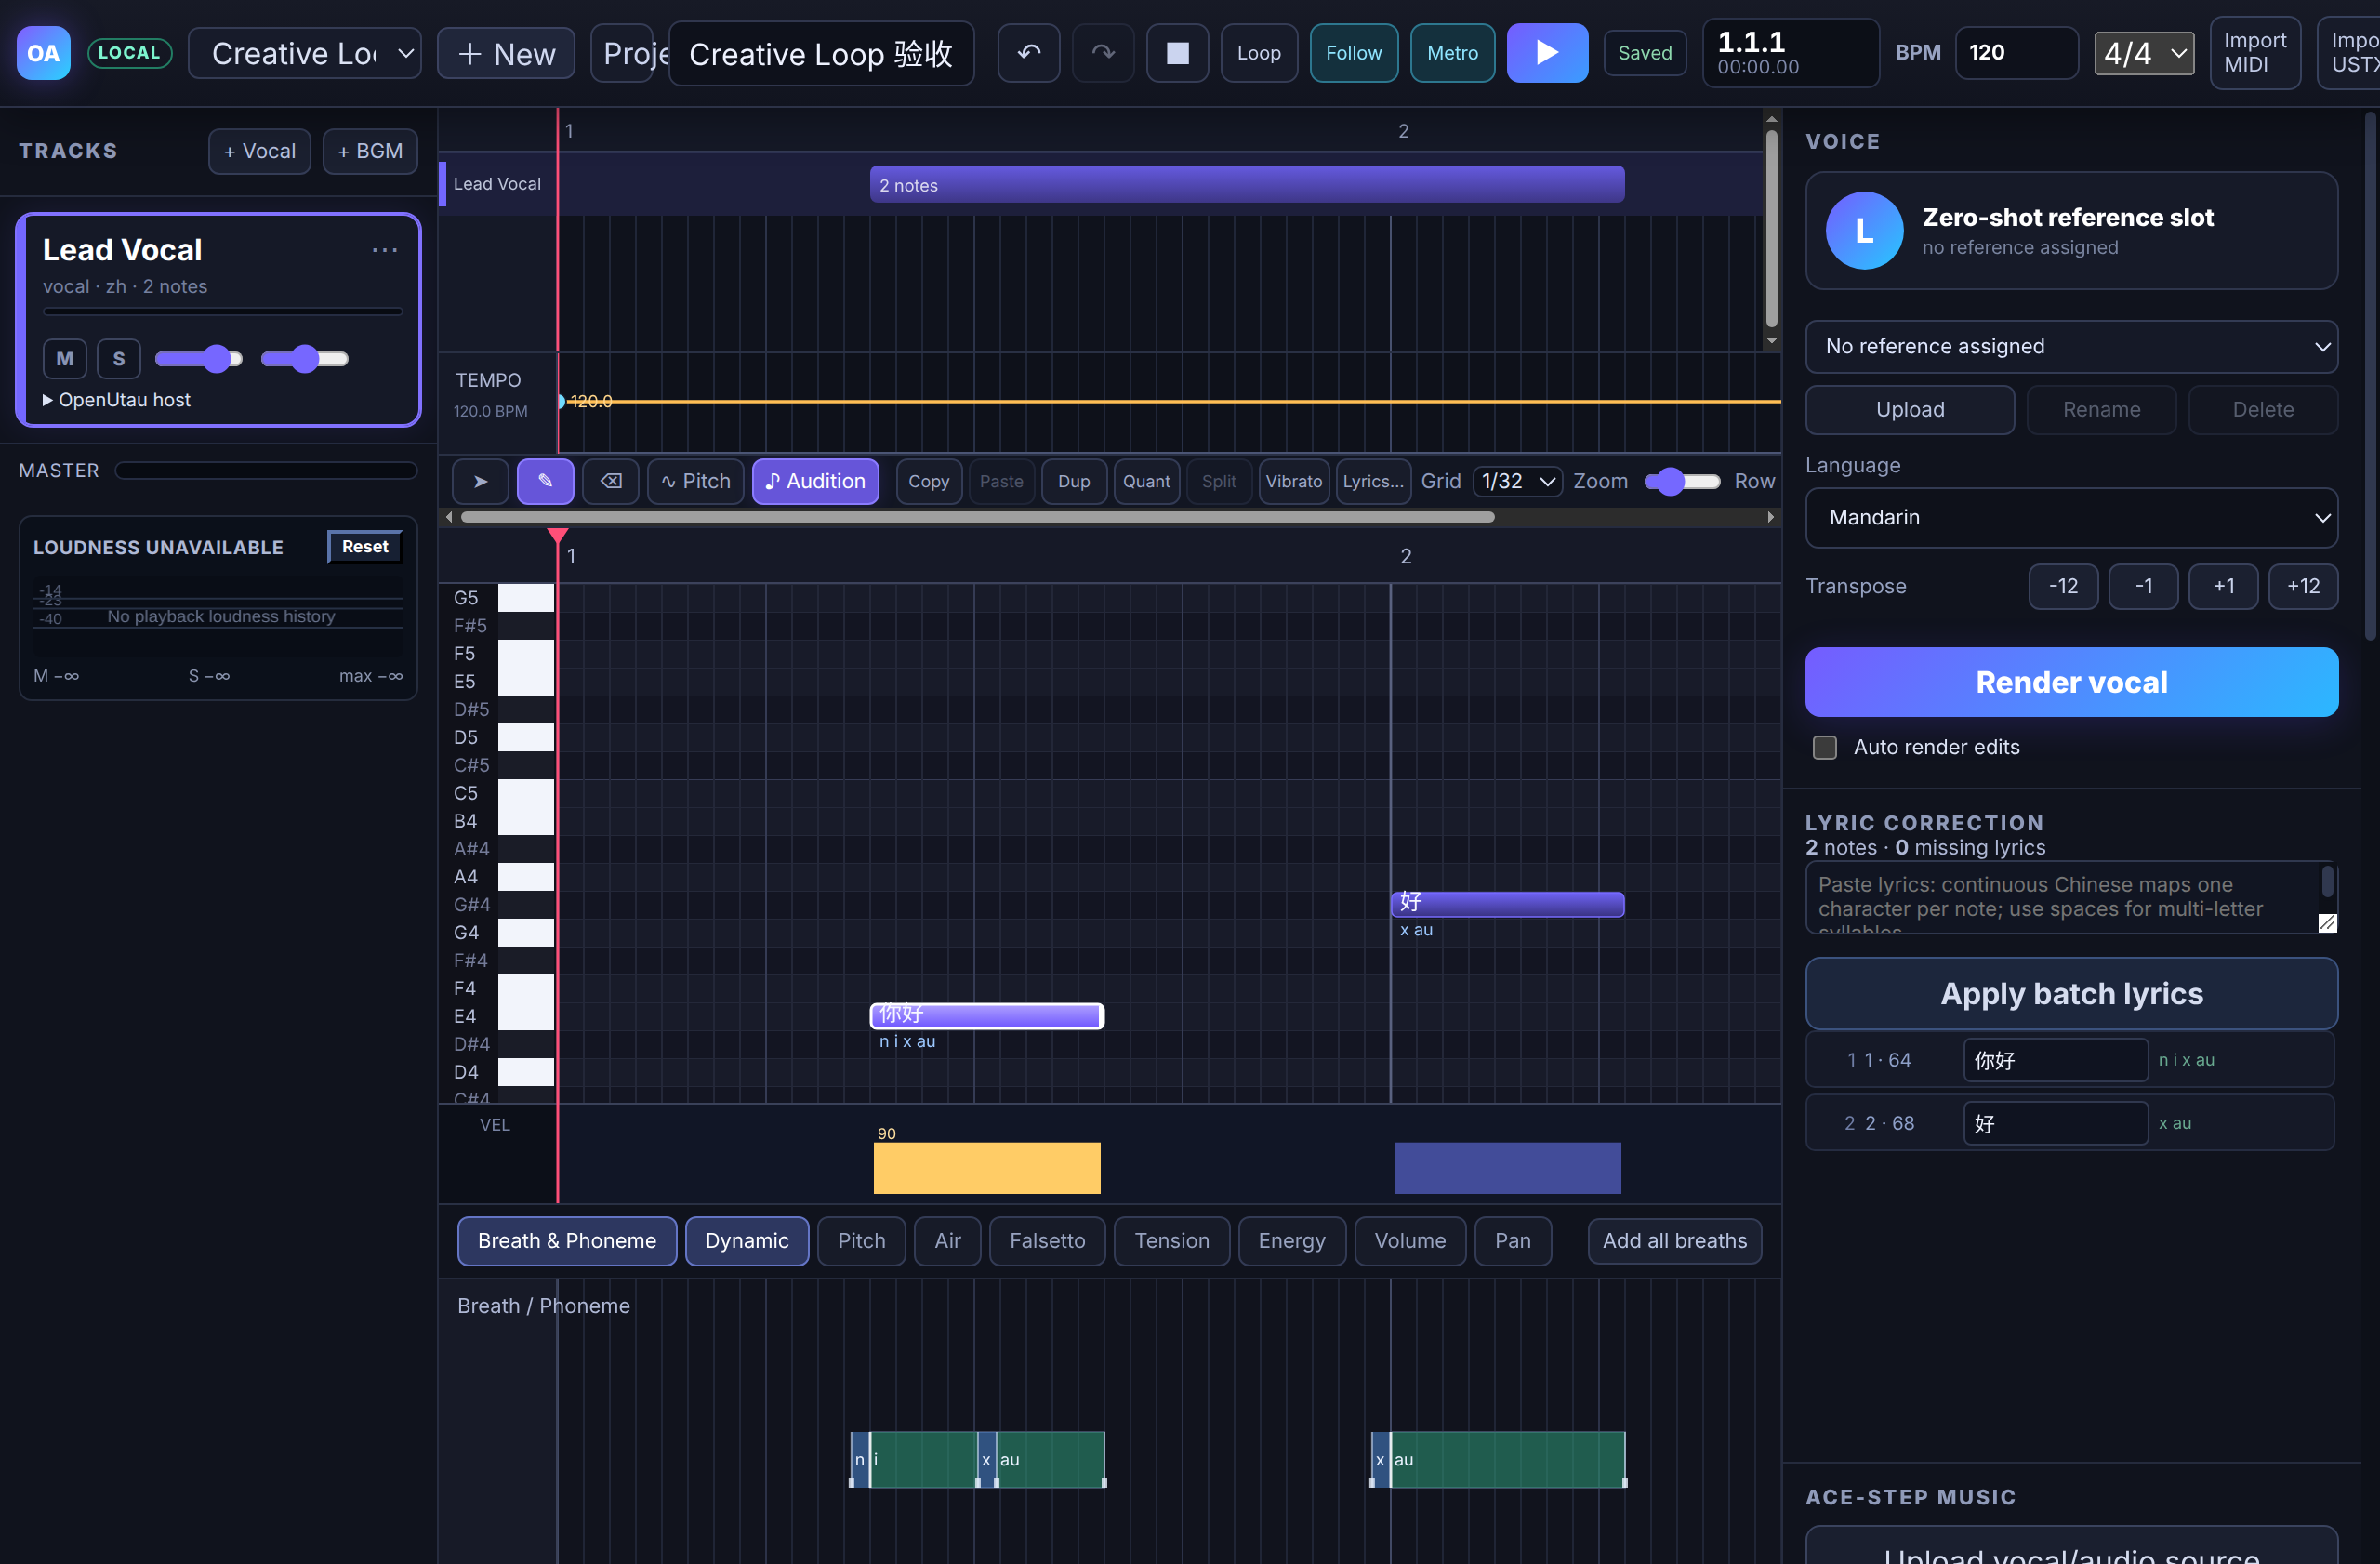 OA
LOCAL
Creative Lo
+ New
Proje
Creative Loop 验收
Loop
Follow
Metro
Saved
1.1.1
00:00.00
BPM
120
4/4
Import MIDI
Impo
USTX
TRACKS
+ Vocal
+ BGM
Lead Vocal
vocal · zh · 2 notes
M
S
OpenUtau host
MASTER
LOUDNESS UNAVAILABLE
Reset
-14
-23
-40
No playback loudness history
M −∞
S −∞
max −∞
1
2
Lead Vocal
2 notes
TEMPO
120.0 BPM
120.0
∿ Pitch
♪ Audition
Copy
Paste
Dup
Quant
Split
Vibrato
Lyrics...
Grid
1/32
Zoom
Row
1
2
G5
F#5
F5
E5
D#5
D5
C#5
C5
B4
A#4
A4
G#4
G4
F#4
F4
E4
D#4
D4
C#4
好
x au
你好
n i x au
VEL
90
Breath & Phoneme
Dynamic
Pitch
Air
Falsetto
Tension
Energy
Volume
Pan
Add all breaths
Breath / Phoneme
n
i
x
au
x
au
VOICE
L
Zero-shot reference slot
no reference assigned
No reference assigned
Upload
Rename
Delete
Language
Mandarin
Transpose
-12
-1
+1
+12
Render vocal
Auto render edits
LYRIC CORRECTION
2 notes · 0 missing lyrics
Paste lyrics: continuous Chinese maps one
character per note; use spaces for multi-letter
syllables
Apply batch lyrics
1 1 · 64
你好
n i x au
2 2 · 68
好
x au
ACE-STEP MUSIC
Upload vocal/audio source